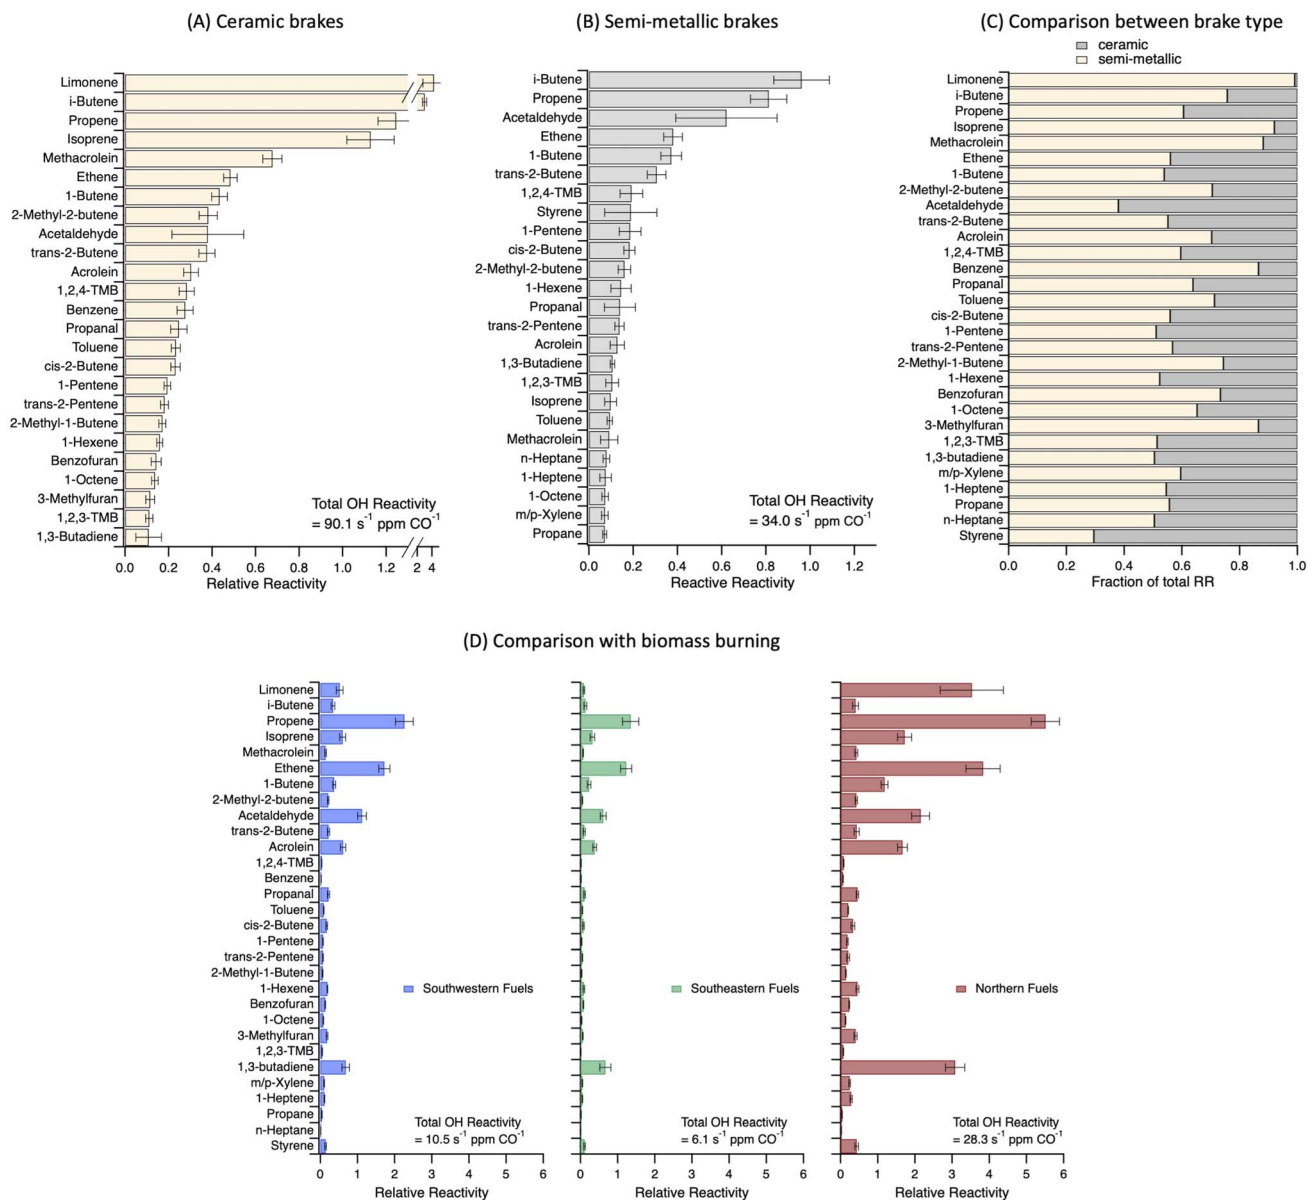 (A) Ceramic brakes
Limonene
i-Butene
Propene
Isoprene
Methacrolein
Ethene
1-Butene
2-Methyl-2-butene
Acetaldehyde
trans-2-Butene
Acrolein
1,2,4-TMB
Benzene
Propanal
Toluene
cis-2-Butene
1-Pentene
trans-2-Pentene
2-Methyl-1-Butene
1-Hexene
Benzofuran
1-Octene
3-Methylfuran
1,2,3-TMB
1,3-Butadiene
Total OH Reactivity
= 90.1 s⁻¹ ppm CO⁻¹
0.0 0.2 0.4 0.6 0.8 1.0 1.2 2 4
Relative Reactivity
(B) Semi-metallic brakes
i-Butene
Propene
Acetaldehyde
Ethene
1-Butene
trans-2-Butene
1,2,4-TMB
Styrene
1-Pentene
cis-2-Butene
2-Methyl-2-butene
1-Hexene
Propanal
trans-2-Pentene
Acrolein
1,3-Butadiene
1,2,3-TMB
Isoprene
Toluene
Methacrolein
n-Heptane
1-Heptene
1-Octene
m/p-Xylene
Propane
Total OH Reactivity
= 34.0 s⁻¹ ppm CO⁻¹
0.0 0.2 0.4 0.6 0.8 1.0 1.2
Reactive Reactivity
(C) Comparison between brake type
ceramic
semi-metallic
Limonene
i-Butene
Propene
Isoprene
Methacrolein
Ethene
1-Butene
2-Methyl-2-butene
Acetaldehyde
trans-2-Butene
Acrolein
1,2,4-TMB
Benzene
Propanal
Toluene
cis-2-Butene
1-Pentene
trans-2-Pentene
2-Methyl-1-Butene
1-Hexene
Benzofuran
1-Octene
3-Methylfuran
1,2,3-TMB
1,3-butadiene
m/p-Xylene
1-Heptene
Propane
n-Heptane
Styrene
0.0 0.2 0.4 0.6 0.8 1.0
Fraction of total RR
(D) Comparison with biomass burning
Limonene
i-Butene
Propene
Isoprene
Methacrolein
Ethene
1-Butene
2-Methyl-2-butene
Acetaldehyde
trans-2-Butene
Acrolein
1,2,4-TMB
Benzene
Propanal
Toluene
cis-2-Butene
1-Pentene
trans-2-Pentene
2-Methyl-1-Butene
1-Hexene
Benzofuran
1-Octene
3-Methylfuran
1,2,3-TMB
1,3-butadiene
m/p-Xylene
1-Heptene
Propane
n-Heptane
Styrene
Southwestern Fuels
Total OH Reactivity
= 10.5 s⁻¹ ppm CO⁻¹
0 1 2 3 4 5 6
Relative Reactivity
Southeastern Fuels
Total OH Reactivity
= 6.1 s⁻¹ ppm CO⁻¹
0 1 2 3 4 5 6
Relative Reactivity
Northern Fuels
Total OH Reactivity
= 28.3 s⁻¹ ppm CO⁻¹
0 1 2 3 4 5 6
Relative Reactivity